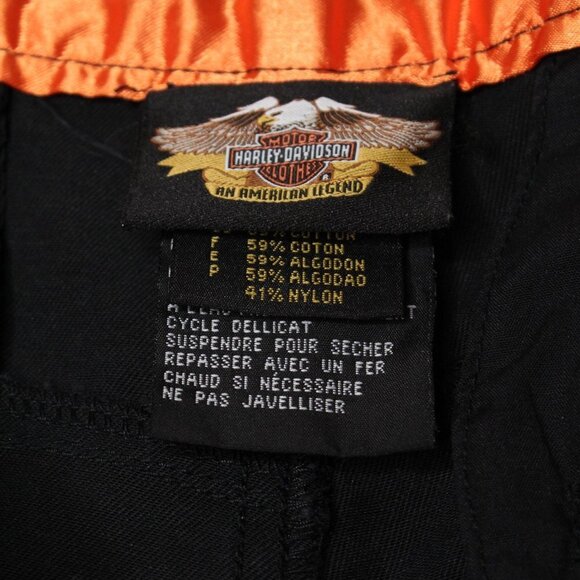 MOTOR
HARLEY-DAVIDSON
CLOTHES
®
AN AMERICAN LEGEND
F 59% COTON
E 59% ALGODON
P 59% ALGODAO
41% NYLON
T
CYCLE DELLICAT
SUSPENDRE POUR SECHER
REPASSER AVEC UN FER
CHAUD SI NÉCESSAIRE
NE PAS JAVELLISER